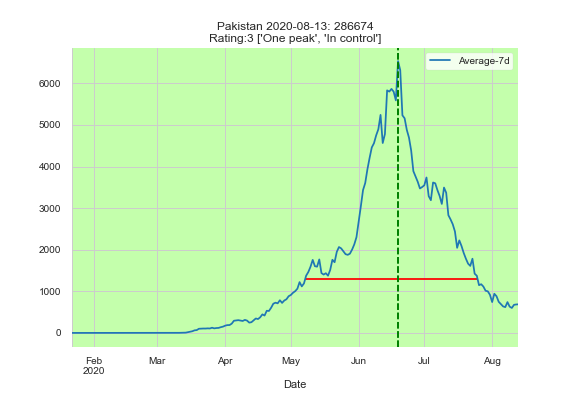 Pakistan 2020-08-13: 286674
Rating:3 ['One peak', 'In control']
Average-7d
6000
5000
4000
3000
2000
1000
0
Feb Mar Apr May Jun Jul Aug
2020
Date